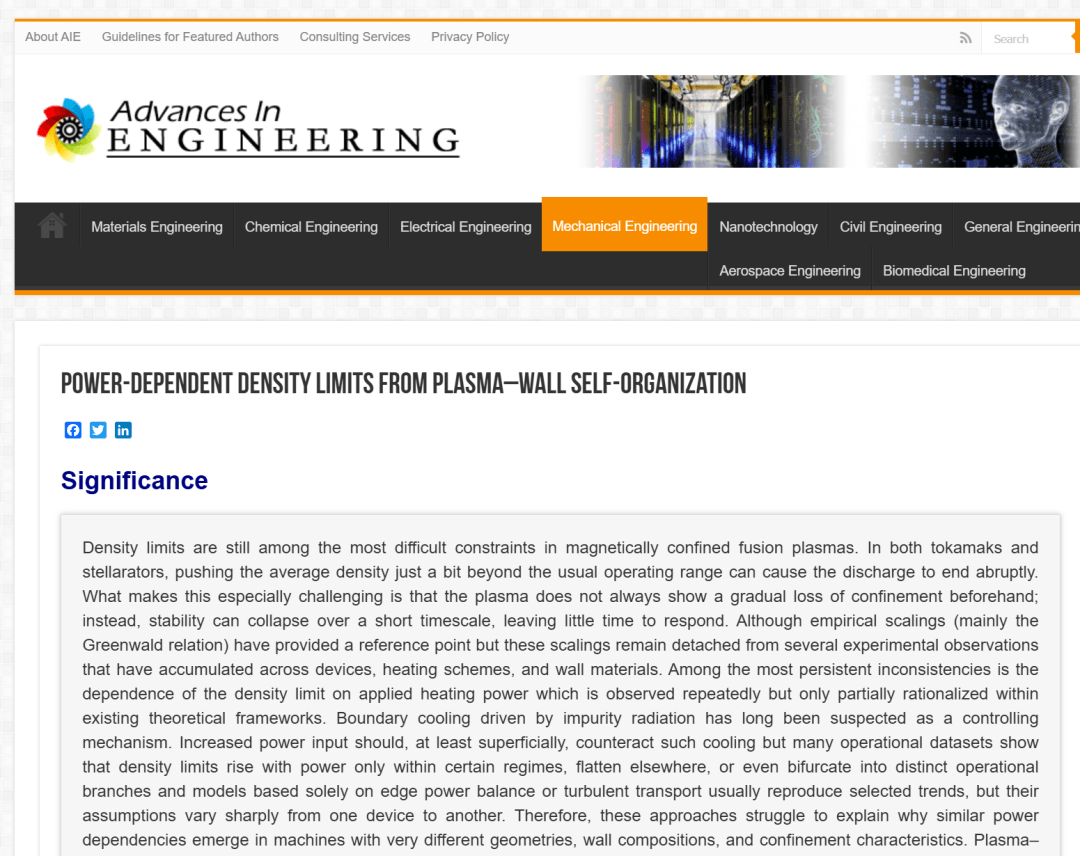 About AIE Guidelines for Featured Authors Consulting Services Privacy Policy Search
Advances In
ENGINEERING
Materials Engineering Chemical Engineering Electrical Engineering Mechanical Engineering Nanotechnology Civil Engineering General Engineerin
Aerospace Engineering Biomedical Engineering
POWER-DEPENDENT DENSITY LIMITS FROM PLASMA–WALL SELF-ORGANIZATION
Significance
Density limits are still among the most difficult constraints in magnetically confined fusion plasmas. In both tokamaks and
stellarators, pushing the average density just a bit beyond the usual operating range can cause the discharge to end abruptly.
What makes this especially challenging is that the plasma does not always show a gradual loss of confinement beforehand;
instead, stability can collapse over a short timescale, leaving little time to respond. Although empirical scalings (mainly the
Greenwald relation) have provided a reference point but these scalings remain detached from several experimental observations
that have accumulated across devices, heating schemes, and wall materials. Among the most persistent inconsistencies is the
dependence of the density limit on applied heating power which is observed repeatedly but only partially rationalized within
existing theoretical frameworks. Boundary cooling driven by impurity radiation has long been suspected as a controlling
mechanism. Increased power input should, at least superficially, counteract such cooling but many operational datasets show
that density limits rise with power only within certain regimes, flatten elsewhere, or even bifurcate into distinct operational
branches and models based solely on edge power balance or turbulent transport usually reproduce selected trends, but their
assumptions vary sharply from one device to another. Therefore, these approaches struggle to explain why similar power
dependencies emerge in machines with very different geometries, wall compositions, and confinement characteristics. Plasma–